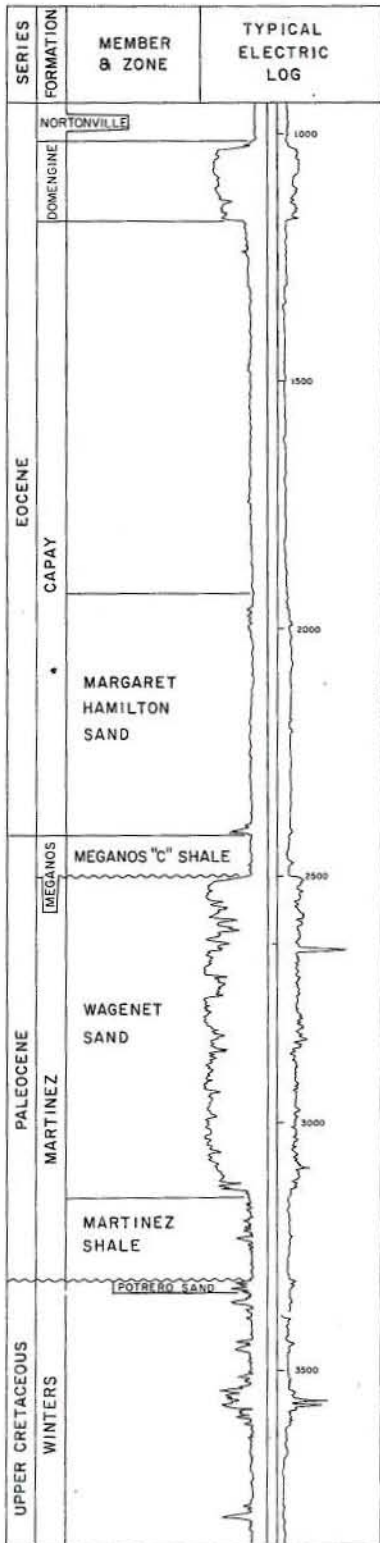 SERIES
FORMATION
MEMBER
& ZONE
TYPICAL
ELECTRIC
LOG
NORTONVILLE
1000
DOMENGINE
1500
EOCENE
CAPAY
2000
MARGARET
HAMILTON
SAND
MEGANOS
MEGANOS "C" SHALE
2500
WAGENET
SAND
PALEOCENE
MARTINEZ
3000
MARTINEZ
SHALE
POTRERO SAND
3500
UPPER CRETACEOUS
WINTERS